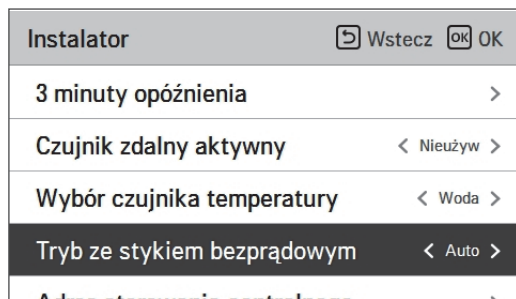 Instalator Wstecz OK OK
3 minuty opóźnienia >
Czujnik zdalny aktywny < Nieużyw >
Wybór czujnika temperatury < Woda >
Tryb ze stykiem bezprądowym < Auto >